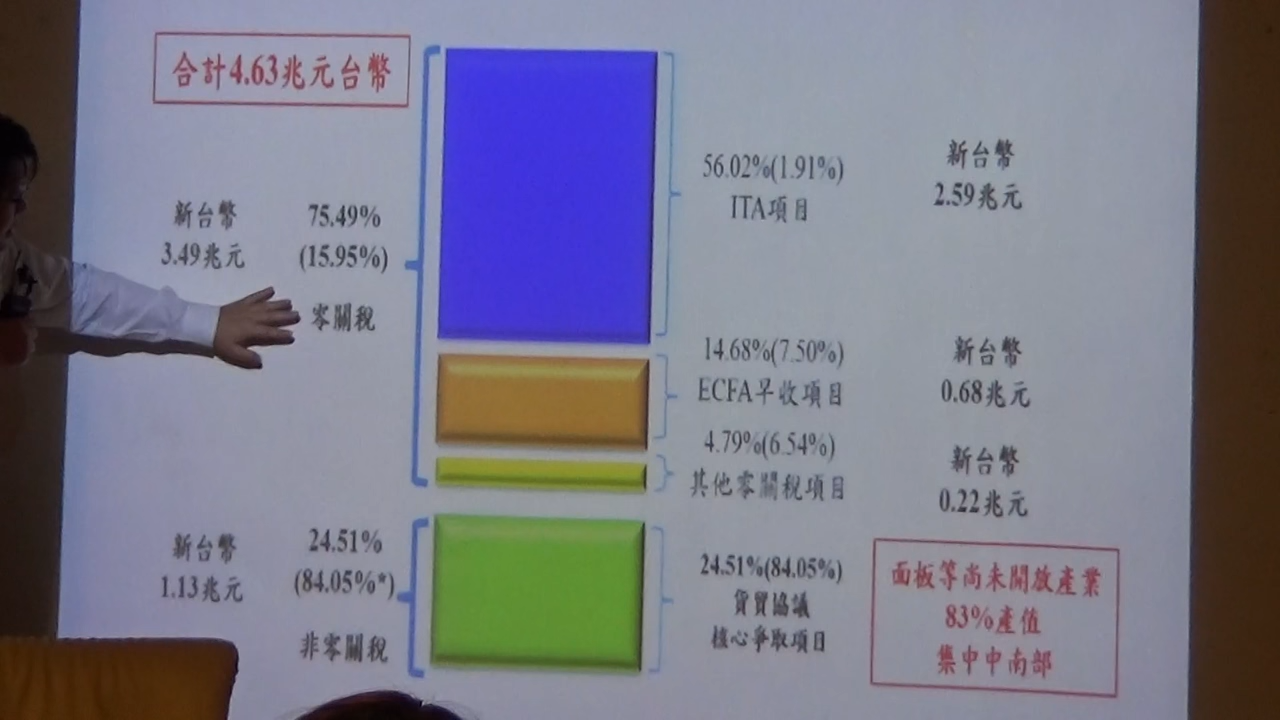 合計4.63兆元台幣
新台幣
3.49兆元
75.49%
(15.95%)
零關稅
56.02%(1.91%)
ITA項目
新台幣
2.59兆元
14.68%(7.50%)
ECFA早收項目
新台幣
0.68兆元
4.79%(6.54%)
其他零關稅項目
新台幣
0.22兆元
新台幣
1.13兆元
24.51%
(84.05%*)
非零關稅
24.51%(84.05%)
貨貿協議
核心爭取項目
面板等尚未開放產業
83%產值
集中中南部